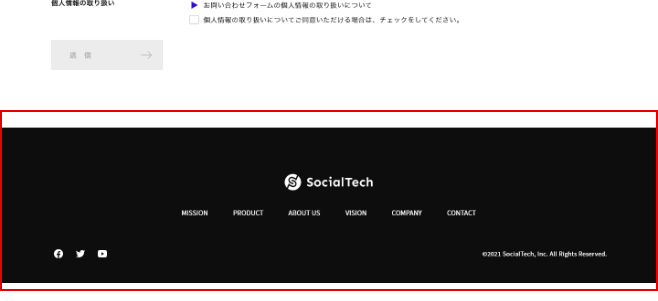 個人情報の取り扱い
▶ お問い合わせフォームの個人情報の取り扱いについて
個人情報の取り扱いについてご同意いただける場合は、チェックをしてください。
送 信
SocialTech
MISSION PRODUCT ABOUT US VISION COMPANY CONTACT
©2021 SocialTech, Inc. All Rights Reserved.